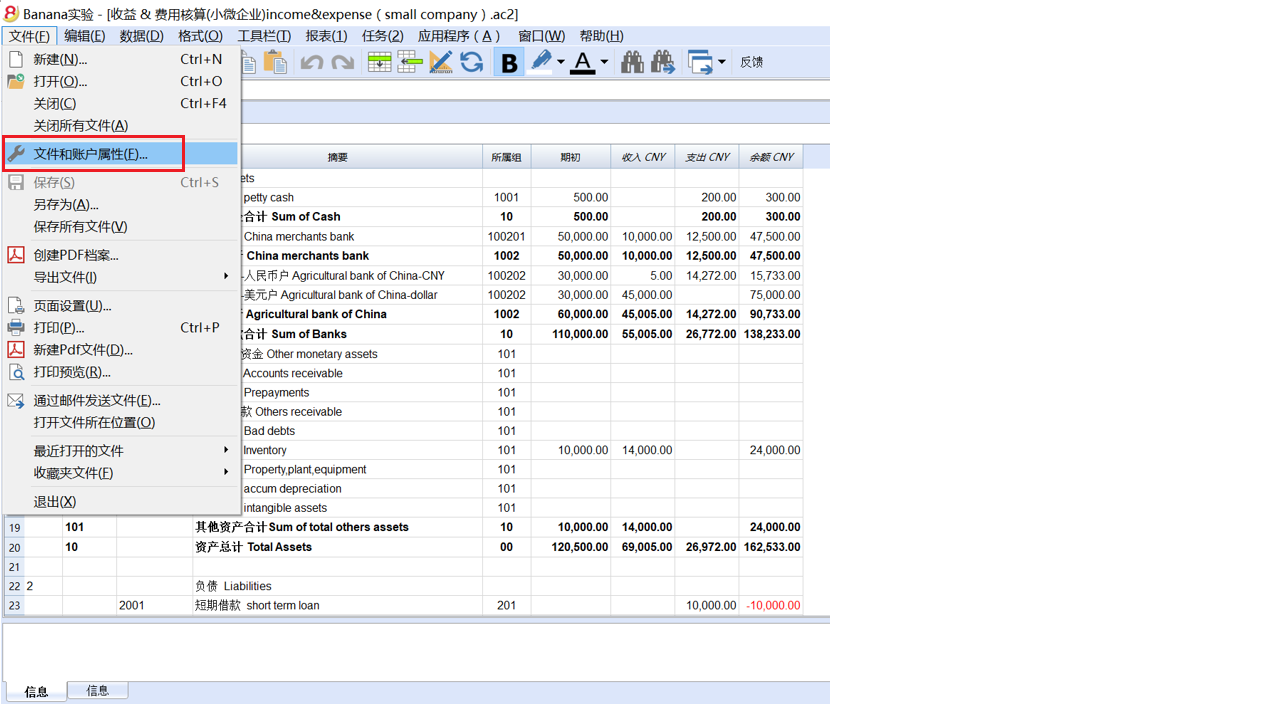 Banana实验 - [收益 & 费用核算(小微企业)income&expense ( small company ) .ac2]
文件(F) 编辑(E) 数据(D) 格式(O) 工具栏(T) 报表(1) 任务(2) 应用程序 ( A ) 窗口(W) 帮助(H)
B A 反馈
新建(N)... Ctrl+N
打开(O)... Ctrl+O
关闭(C) Ctrl+F4
关闭所有文件(A)
文件和账户属性(F)...
保存(S) Ctrl+S
另存为(A)...
保存所有文件(V)
创建PDF档案...
导出文件(I)
页面设置(U)...
打印(P)... Ctrl+P
新建Pdf文件(D)...
打印预览(R)...
通过邮件发送文件(E)...
打开文件所在位置(O)
最近打开的文件
收藏夹文件(F)
退出(X)
摘要 所属组 期初 收入 CNY 支出 CNY 余额 CNY
ets
petty cash 1001 500.00 200.00 300.00
合计 Sum of Cash 10 500.00 200.00 300.00
China merchants bank 100201 50,000.00 10,000.00 12,500.00 47,500.00
China merchants bank 1002 50,000.00 10,000.00 12,500.00 47,500.00
-人民币户 Agricultural bank of China-CNY 100202 30,000.00 5.00 14,272.00 15,733.00
-美元户 Agricultural bank of China-dollar 100202 30,000.00 45,000.00 75,000.00
Agricultural bank of China 1002 60,000.00 45,005.00 14,272.00 90,733.00
合计 Sum of Banks 10 110,000.00 55,005.00 26,772.00 138,233.00
资金 Other monetary assets 101
Accounts receivable 101
Prepayments 101
款 Others receivable 101
Bad debts 101
Inventory 101 10,000.00 14,000.00 24,000.00
Property,plant,equipment 101
accum depreciation 101
intangible assets 101
19 101 其他资产合计Sum of total others assets 10 10,000.00 14,000.00 24,000.00
20 10 资产总计 Total Assets 00 120,500.00 69,005.00 26,972.00 162,533.00
21
22 2 负债 Liabilities
23 2001 短期借款 short term loan 201 10,000.00 -10,000.00
信息 信息